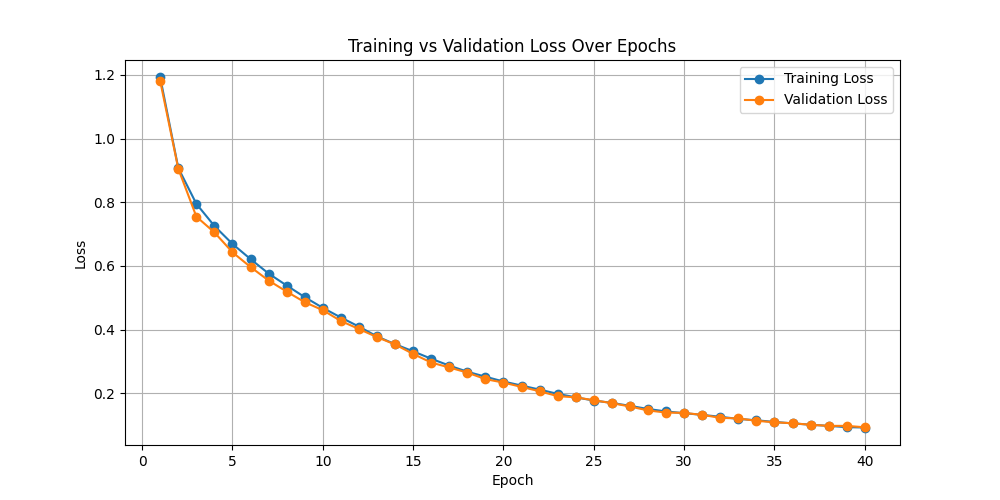 Training vs Validation Loss Over Epochs
Training Loss
Validation Loss
Loss
1.2
1.0
0.8
0.6
0.4
0.2
0 5 10 15 20 25 30 35 40
Epoch